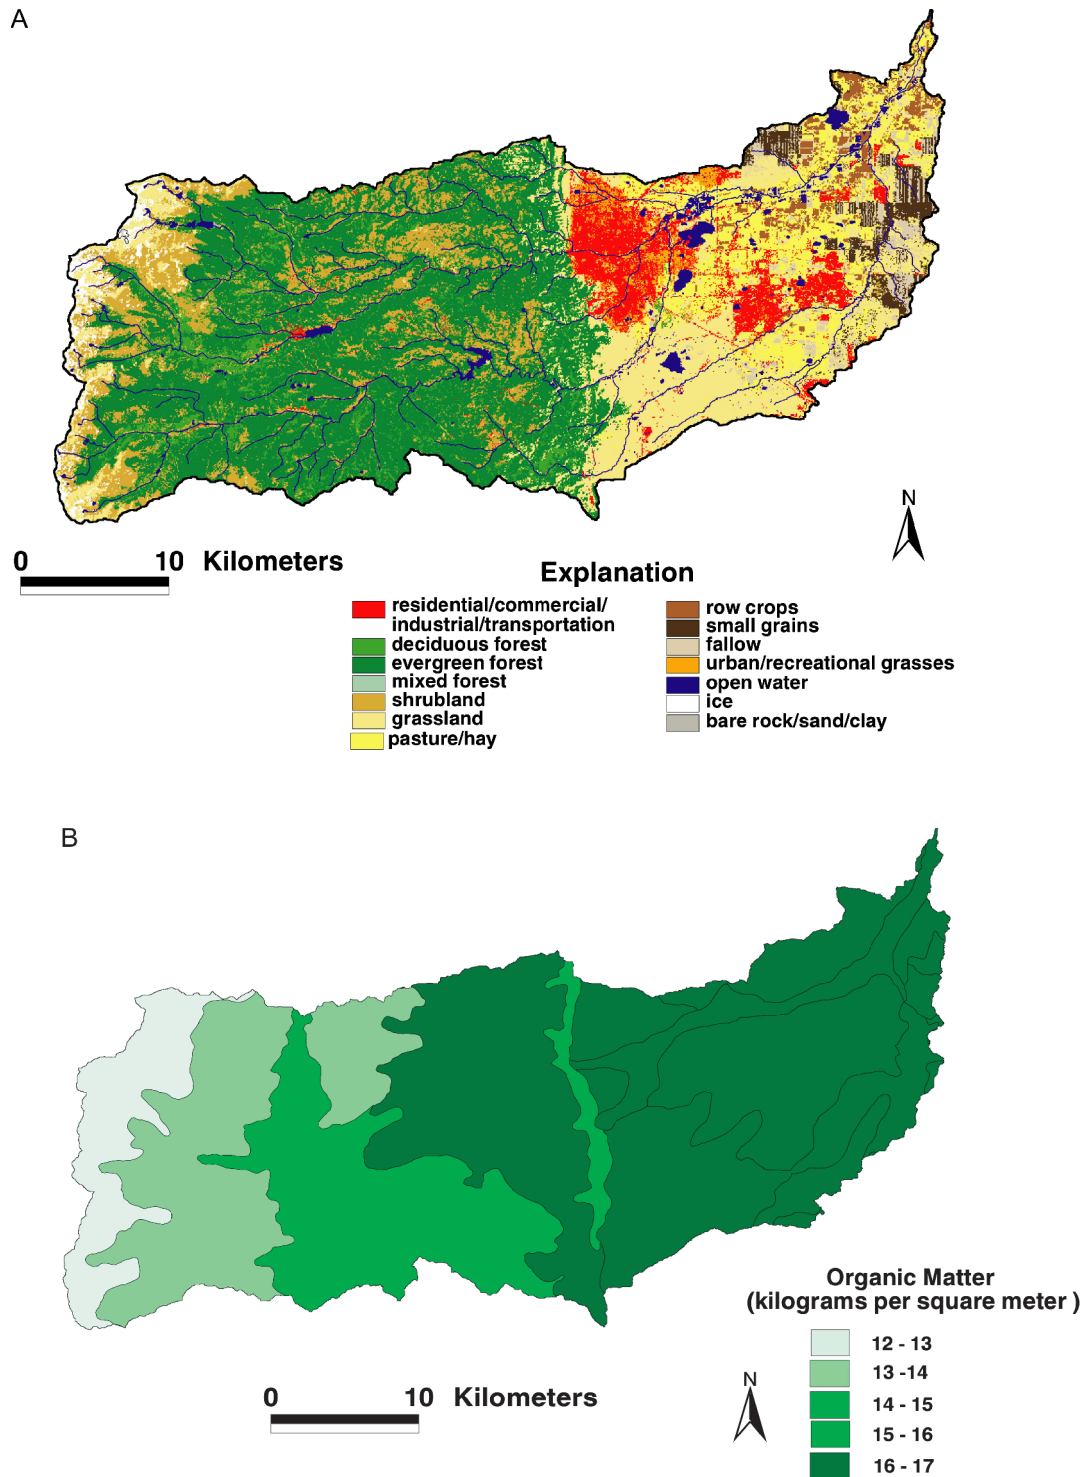 A
N
0 10 Kilometers
Explanation
residential/commercial/
industrial/transportation
deciduous forest
evergreen forest
mixed forest
shrubland
grassland
pasture/hay
row crops
small grains
fallow
urban/recreational grasses
open water
ice
bare rock/sand/clay
B
Organic Matter
(kilograms per square meter )
12 - 13
13 -14
14 - 15
15 - 16
16 - 17
N
0 10 Kilometers